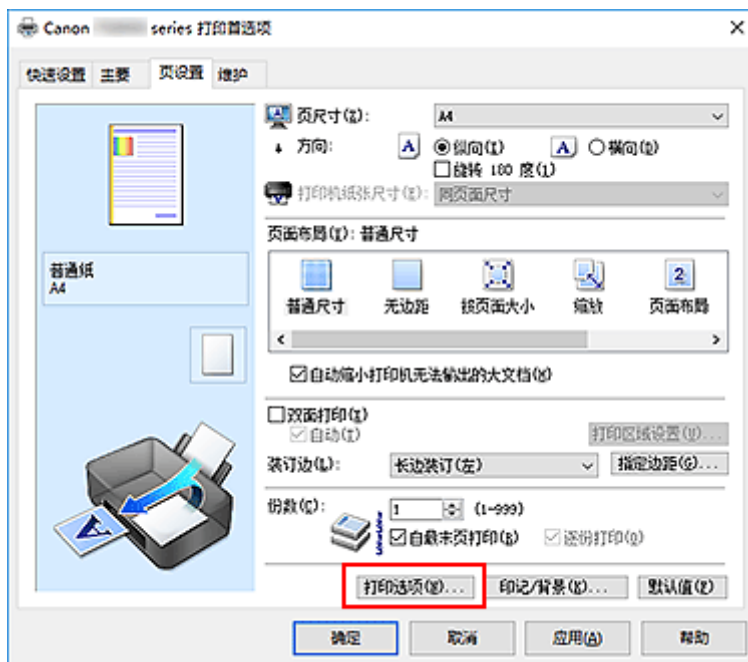 Canon series 打印首选项
快速设置 主要 页设置 维护
页尺寸(Z): A4
方向: A 纵向(I) A 横向(D)
旋转 180 度(1)
打印机纸张尺寸(E): 同页面尺寸
页面布局(Y): 普通尺寸
普通纸
A4
普通尺寸 无边距 按页面大小 缩放 2 页面布局
自动缩小打印机无法输出的大文档(W)
双面打印(X)
自动(T) 打印区域设置(U)...
装订边(L): 长边装订(左) 指定边距(G)...
份数(C): 1 (1-999)
自最末页打印(R) 逐份打印(O)
打印选项(N)... 印记/背景(K)... 默认值(F)
确定 取消 应用(A) 帮助